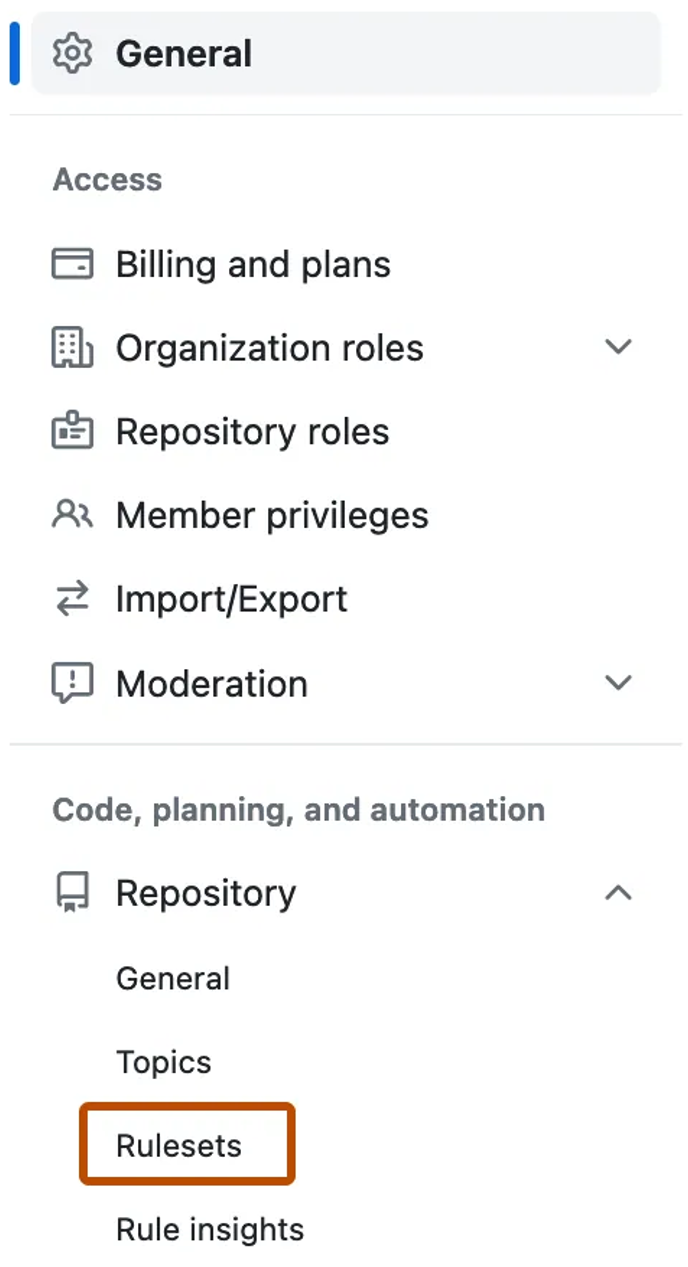 General
Access
Billing and plans
Organization roles
Repository roles
Member privileges
Import/Export
Moderation
Code, planning, and automation
Repository
General
Topics
Rulesets
Rule insights